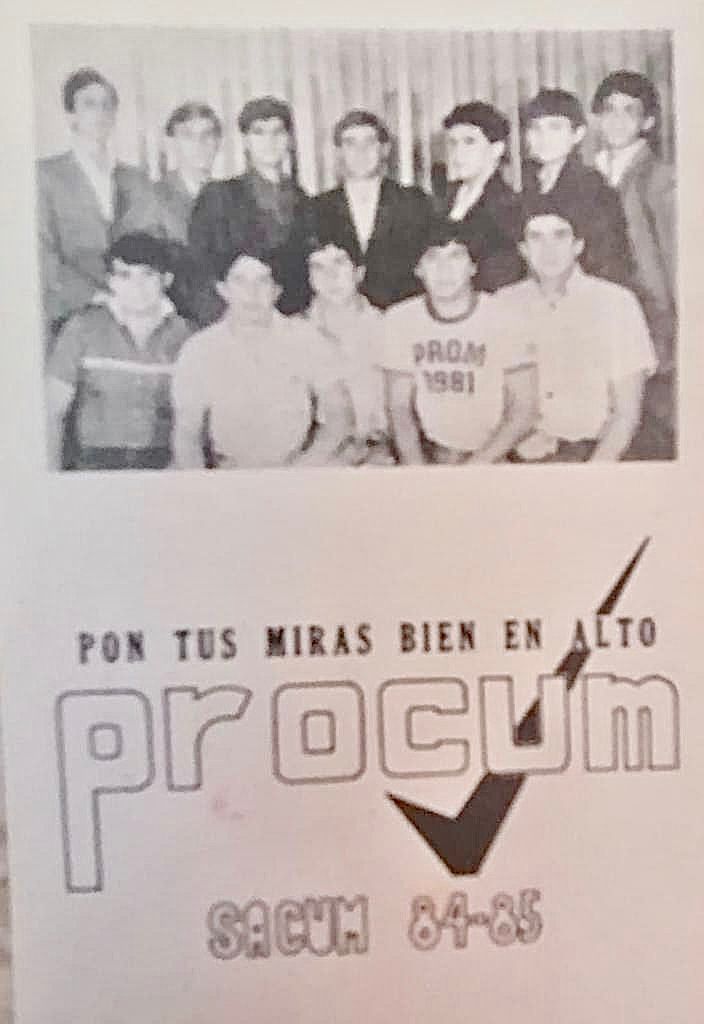 PROM
1981
PON TUS MIRAS BIEN EN ALTO
procum
SACUM 84-85